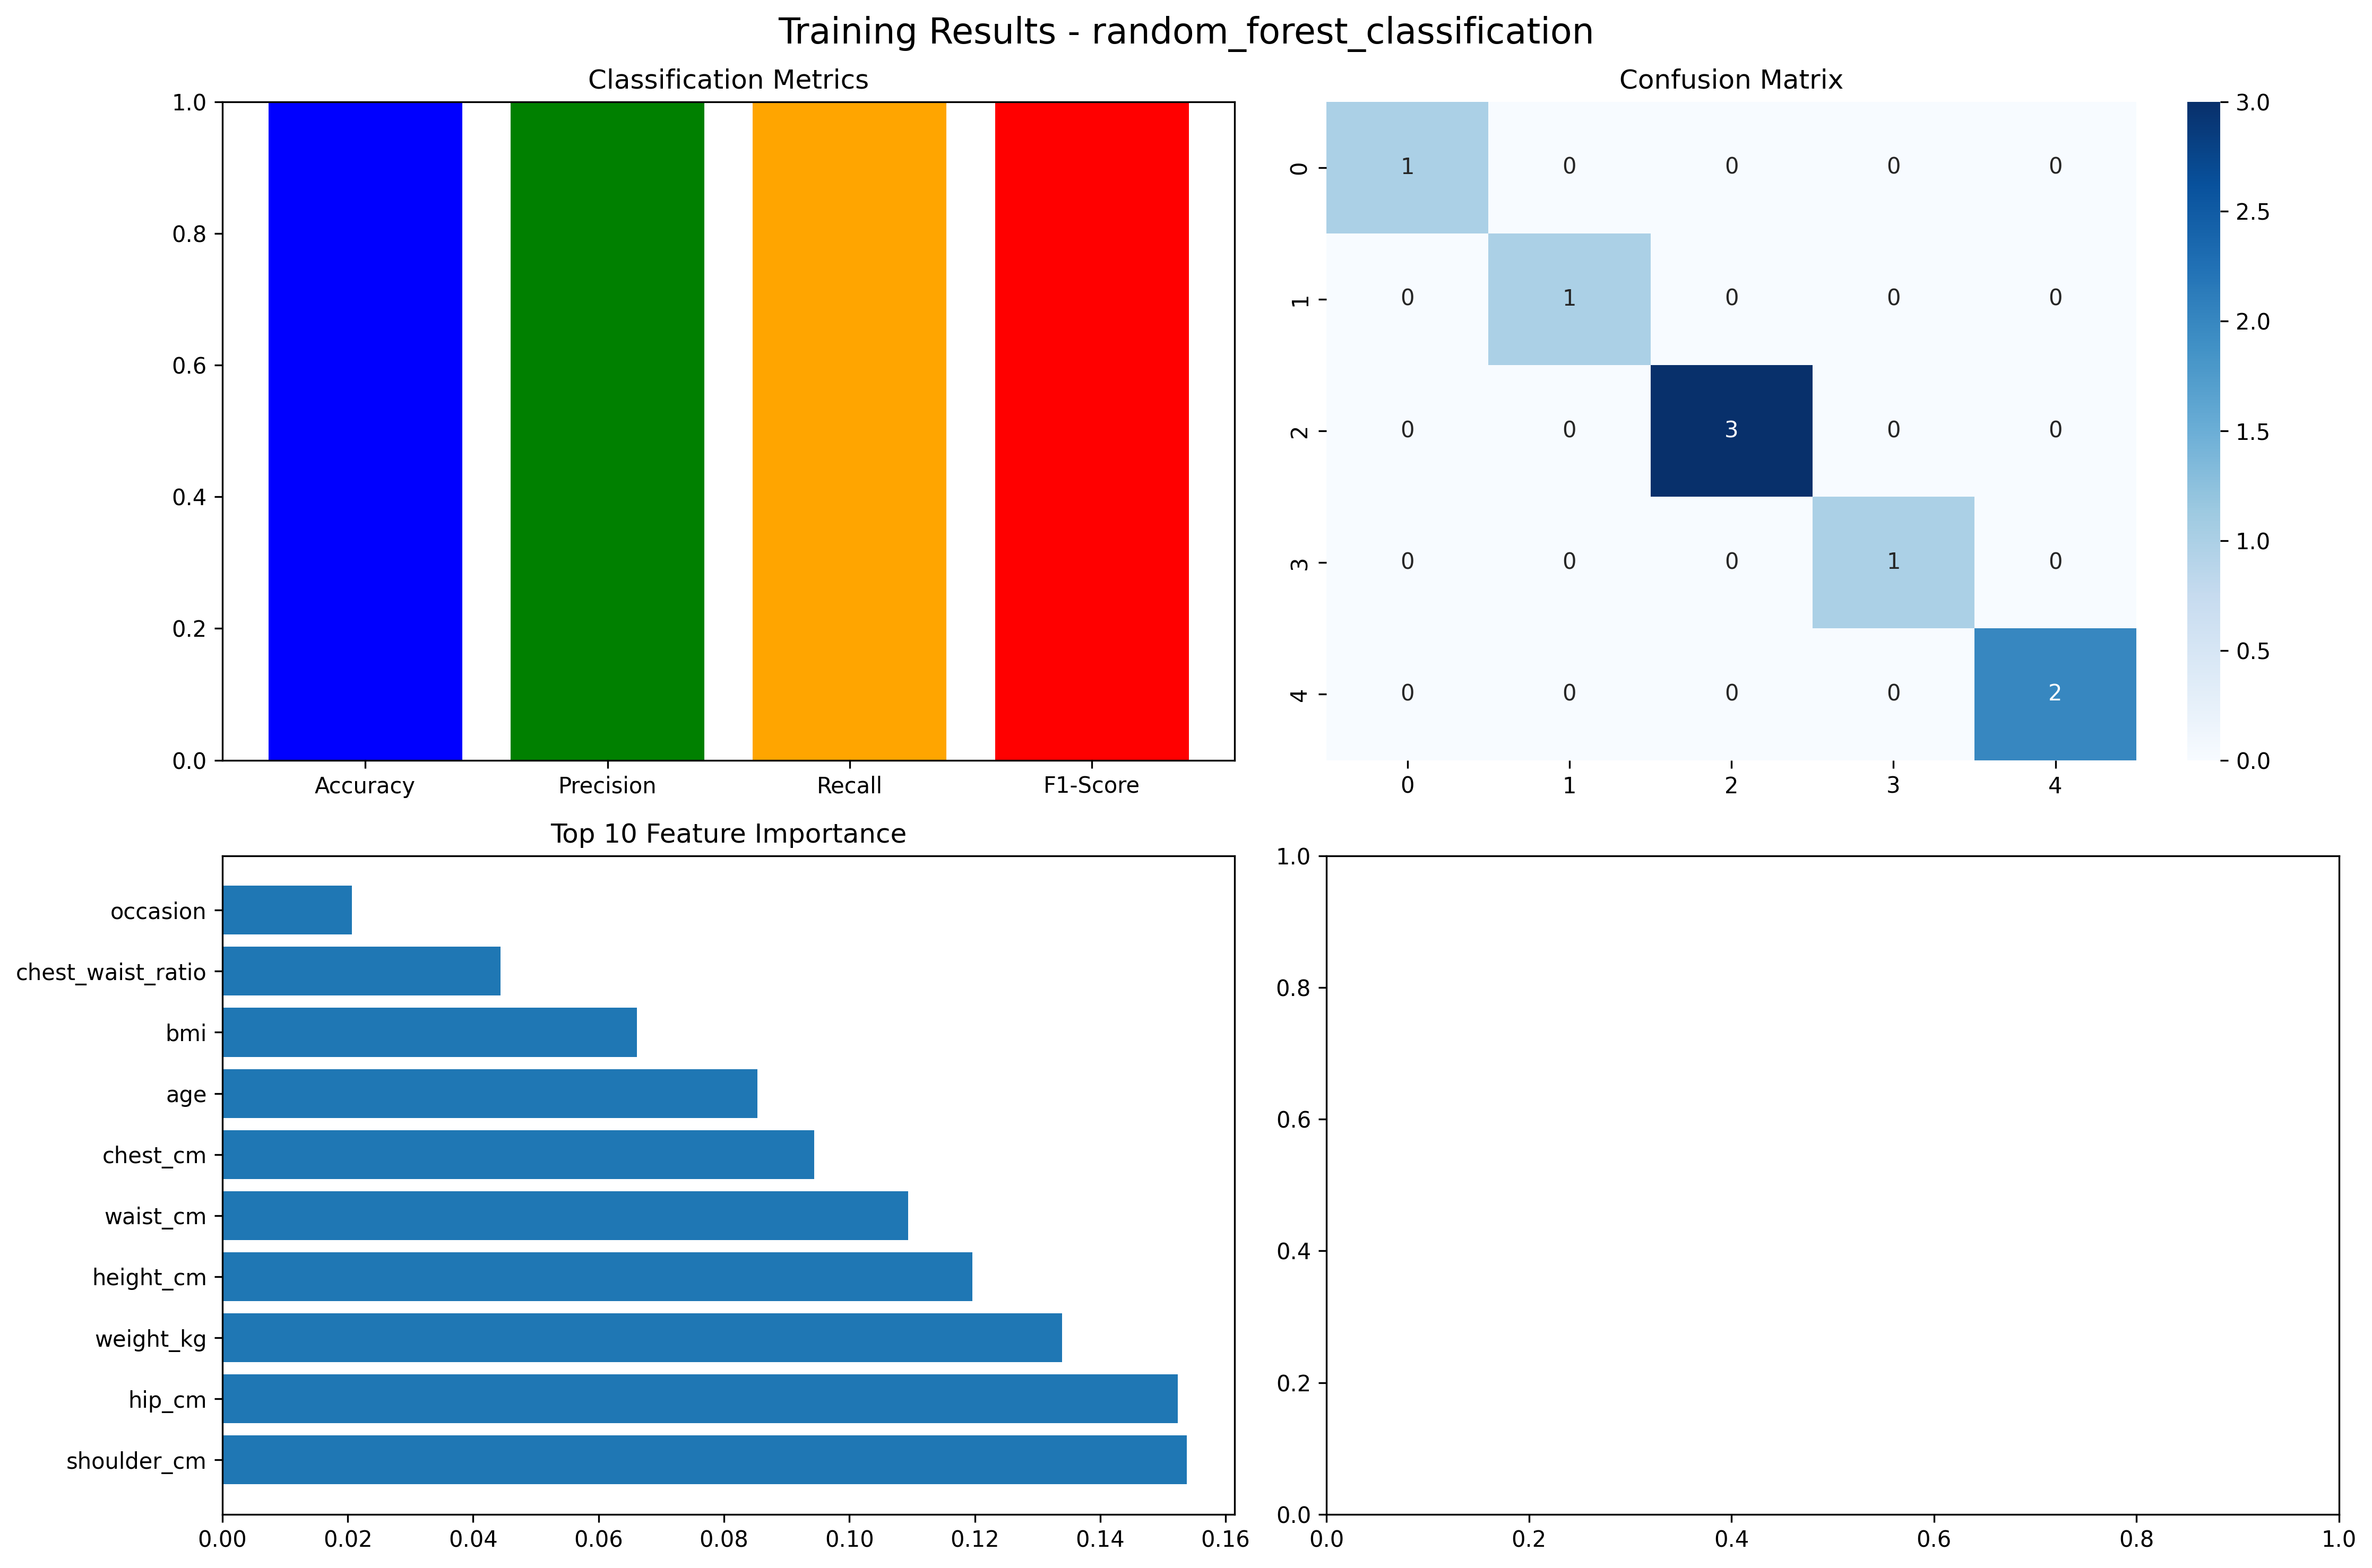 Training Results - random_forest_classification
Classification Metrics
1.0
0.8
0.6
0.4
0.2
0.0
Accuracy Precision Recall F1-Score
Confusion Matrix
0 1 0 0 0 0
1 0 1 0 0 0
2 0 0 3 0 0
3 0 0 0 1 0
4 0 0 0 0 2
0 1 2 3 4
3.0
2.5
2.0
1.5
1.0
0.5
0.0
Top 10 Feature Importance
occasion
chest_waist_ratio
bmi
age
chest_cm
waist_cm
height_cm
weight_kg
hip_cm
shoulder_cm
0.00 0.02 0.04 0.06 0.08 0.10 0.12 0.14 0.16
1.0
0.8
0.6
0.4
0.2
0.0
0.0 0.2 0.4 0.6 0.8 1.0